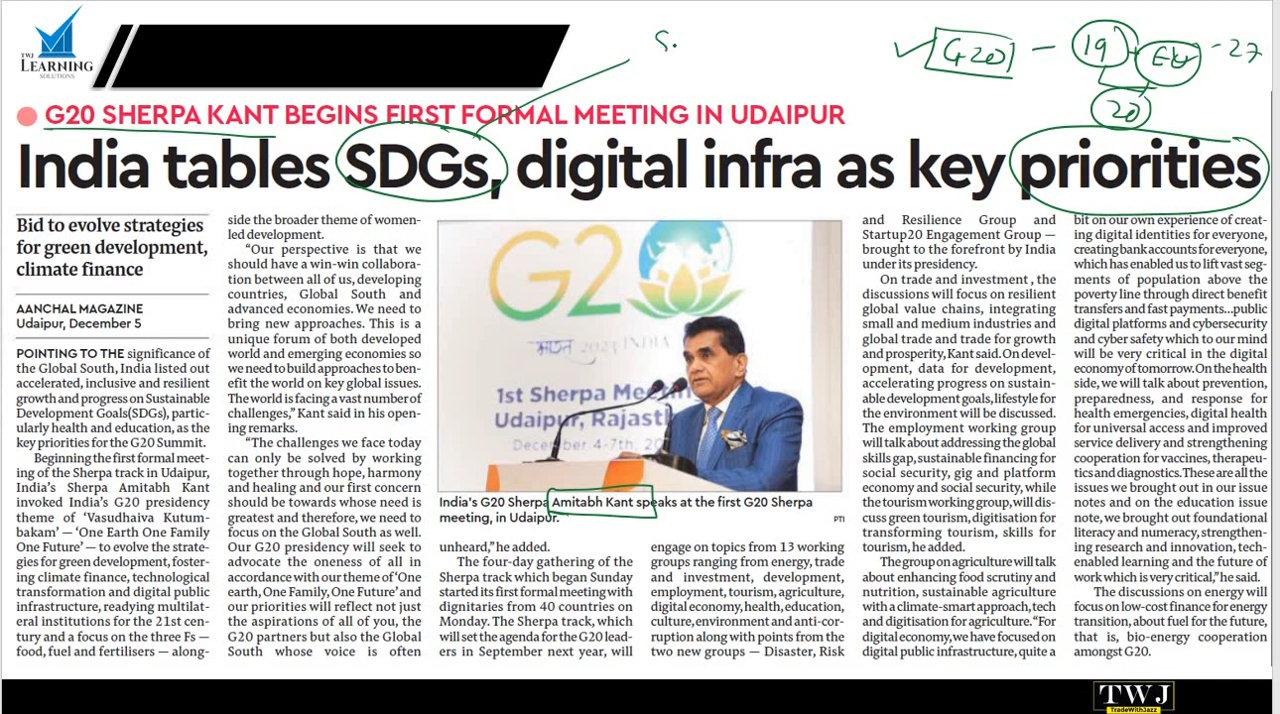 TWJ
LEARNING
SOLUTIONS
S.
G20 - 19 + EU - 27
20
G20 SHERPA KANT BEGINS FIRST FORMAL MEETING IN UDAIPUR
India tables SDGs, digital infra as key priorities
Bid to evolve strategies
for green development,
climate finance
AANCHAL MAGAZINE
Udaipur, December 5
POINTING TO THE significance of
the Global South, India listed out
accelerated, inclusive and resilient
growth and progress on Sustainable
Development Goals(SDGs), partic-
ularly health and education, as the
key priorities for the G20 Summit.
Beginning the first formal meet-
ing of the Sherpa track in Udaipur,
India's Sherpa Amitabh Kant
invoked India's G20 presidency
theme of 'Vasudhaiva Kutum-
bakam' — 'One Earth One Family
One Future' — to evolve the strate-
gies for green development, foster-
ing climate finance, technological
transformation and digital public
infrastructure, readying multilat-
eral institutions for the 21st cen-
tury and a focus on the three Fs —
food, fuel and fertilisers — along-
side the broader theme of women-
led development.
"Our perspective is that we
should have a win-win collabora-
tion between all of us, developing
countries, Global South and
advanced economies. We need to
bring new approaches. This is a
unique forum of both developed
world and emerging economies so
we need to build approaches to ben-
efit the world on key global issues.
The world is facing a vast number of
challenges," Kant said in his open-
ing remarks.
"The challenges we face today
can only be solved by working
together through hope, harmony
and healing and our first concern
should be towards whose need is
greatest and therefore, we need to
focus on the Global South as well.
Our G20 presidency will seek to
advocate the oneness of all in
accordance with our theme of 'One
earth, One Family, One Future' and
our priorities will reflect not just
the aspirations of all of you, the
G20 partners but also the Global
South whose voice is often
G20
भारत 2023 INDIA
1st Sherpa Meeting
Udaipur, Rajasth
December 4-7th, 20
India's G20 Sherpa Amitabh Kant speaks at the first G20 Sherpa
meeting, in Udaipur.
PTI
unheard," he added.
The four-day gathering of the
Sherpa track which began Sunday
started its first formal meeting with
dignitaries from 40 countries on
Monday. The Sherpa track, which
will set the agenda for the G20 lead-
ers in September next year, will
engage on topics from 13 working
groups ranging from energy, trade
and investment, development,
employment, tourism, agriculture,
digital economy, health, education,
culture, environment and anti-cor-
ruption along with points from the
two new groups — Disaster, Risk
and Resilience Group and
Startup20 Engagement Group —
brought to the forefront by India
under its presidency.
On trade and investment, the
discussions will focus on resilient
global value chains, integrating
small and medium industries and
global trade and trade for growth
and prosperity, Kant said. On devel-
opment, data for development,
accelerating progress on sustain-
able development goals, lifestyle for
the environment will be discussed.
The employment working group
will talk about addressing the global
skills gap, sustainable financing for
social security, gig and platform
economy and social security, while
the tourism working group, will dis-
cuss green tourism, digitisation for
transforming tourism, skills for
tourism, he added.
The group on agriculture will talk
about enhancing food scrutiny and
nutrition, sustainable agriculture
with a climate-smart approach, tech
and digitisation for agriculture. "For
digital economy, we have focused on
digital public infrastructure, quite a
bit on our own experience of creat-
ing digital identities for everyone,
creating bank accounts for everyone,
which has enabled us to lift vast seg-
ments of population above the
poverty line through direct benefit
transfers and fast payments...public
digital platforms and cybersecurity
and cyber safety which to our mind
will be very critical in the digital
economy of tomorrow. On the health
side, we will talk about prevention,
preparedness, and response for
health emergencies, digital health
for universal access and improved
service delivery and strengthening
cooperation for vaccines, therapeu-
tics and diagnostics. These are all the
issues we brought out in our issue
notes and on the education issue
note, we brought out foundational
literacy and numeracy, strengthen-
ing research and innovation, tech-
enabled learning and the future of
work which is very critical," he said.
The discussions on energy will
focus on low-cost finance for energy
transition, about fuel for the future,
that is, bio-energy cooperation
amongst G20.
TWJ
TradeWithJazz